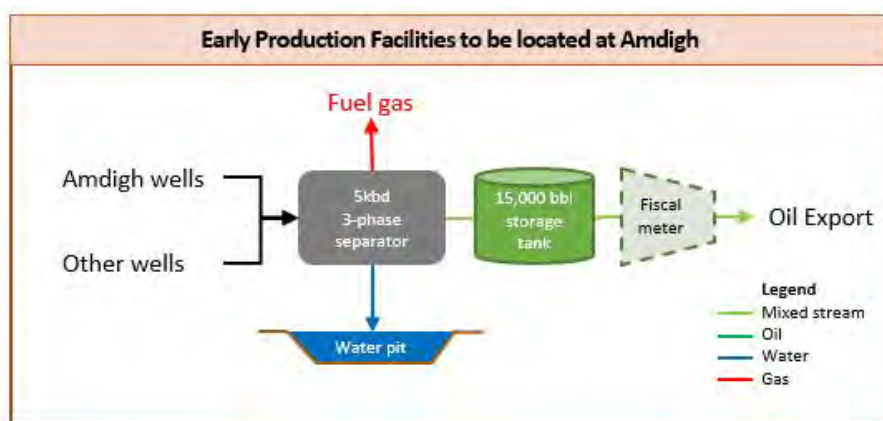 Early Production Facilities to be located at Amdigh
Fuel gas
Amdigh wells
Other wells
5kbd
3-phase
separator
15,000 bbl
storage
tank
Fiscal
meter
Oil Export
Water pit
Legend
Mixed stream
Oil
Water
Gas